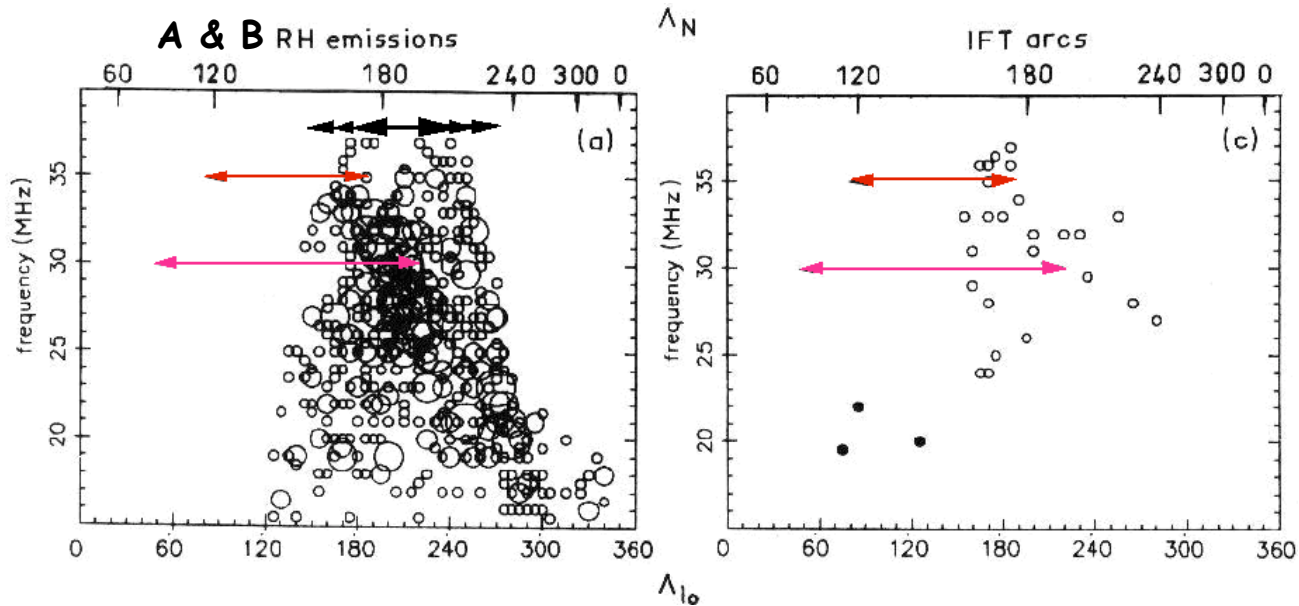 Λ_N
A & B RH emissions
IFT arcs
60 120 180 240 300 0
60 120 180 240 300 0
(a)
(c)
frequency (MHz)
35
30
25
20
frequency (MHz)
35
30
25
20
0 60 120 180 240 300 360
0 60 120 180 240 300 360
Λ_Io